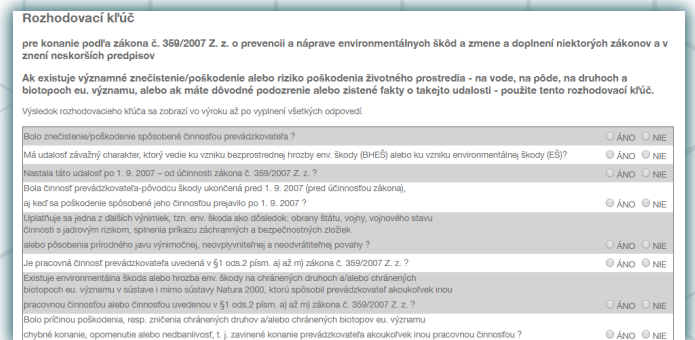 Rozhodovací kľúč
pre konanie podľa zákona č. 359/2007 Z. z. o prevencii a náprave environmentálnych škôd a zmene a doplnení niektorých zákonov a v
znení neskorších predpisov
Ak existuje významné znečistenie/poškodenie alebo riziko poškodenia životného prostredia - na vode, na pôde, na druhoch a
biotopoch eu. významu, alebo ak máte dôvodné podozrenie alebo zistené fakty o takejto udalosti - použite tento rozhodovací kľúč.
Výsledok rozhodovacieho kľúča sa zobrazí vo výroku až po vyplnení všetkých odpovedí.
Bolo znečistenie/poškodenie spôsobené činnosťou prevádzkovateľa ? ÁNO NIE
Má udalosť závažný charakter, ktorý vedie ku vzniku bezprostrednej hrozby env. škody (BHEŠ) alebo ku vzniku environmentálnej škody (EŠ)? ÁNO NIE
Nastala táto udalosť po 1. 9. 2007 – od účinnosti zákona č. 359/2007 Z. z. ? ÁNO NIE
Bola činnosť prevádzkovateľa-pôvodcu škody ukončená pred 1. 9. 2007 (pred účinnosťou zákona),
aj keď sa poškodenie spôsobené jeho činnosťou prejavilo po 1. 9. 2007 ? ÁNO NIE
Uplatňuje sa jedna z ďalších výnimiek, tzn. env. škoda ako dôsledok: obrany štátu, vojny, vojnového stavu
činnosti s jadrovým rizikom, splnenia príkazu záchranných a bezpečnostných zložiek
alebo pôsobenia prírodného javu výnimočnej, neovplyvniteľnej a neodvrátiteľnej povahy ? ÁNO NIE
Je pracovná činnosť prevádzkovateľa uvedená v §1 ods.2 písm. a) až m) zákona č. 359/2007 Z. z. ? ÁNO NIE
Existuje environmentálna škoda alebo hrozba env. škody na chránených druhoch a/alebo chránených
biotopoch eu. významu v sústave i mimo sústavy Natura 2000, ktorú spôsobil prevádzkovateľ akoukoľvek inou
pracovnou činnosťou alebo činnosťou uvedenou v §1 ods.2 písm. a) až m) zákona č. 359/2007 Z. z. ? ÁNO NIE
Bolo príčinou poškodenia, resp. zničenia chránených druhov a/alebo chránených biotopov eu. významu
chybné konanie, opomenutie alebo nedbanlivosť, t. j. zavinené konanie prevádzkovateľa akoukoľvek inou pracovnou činnosťou ? ÁNO NIE